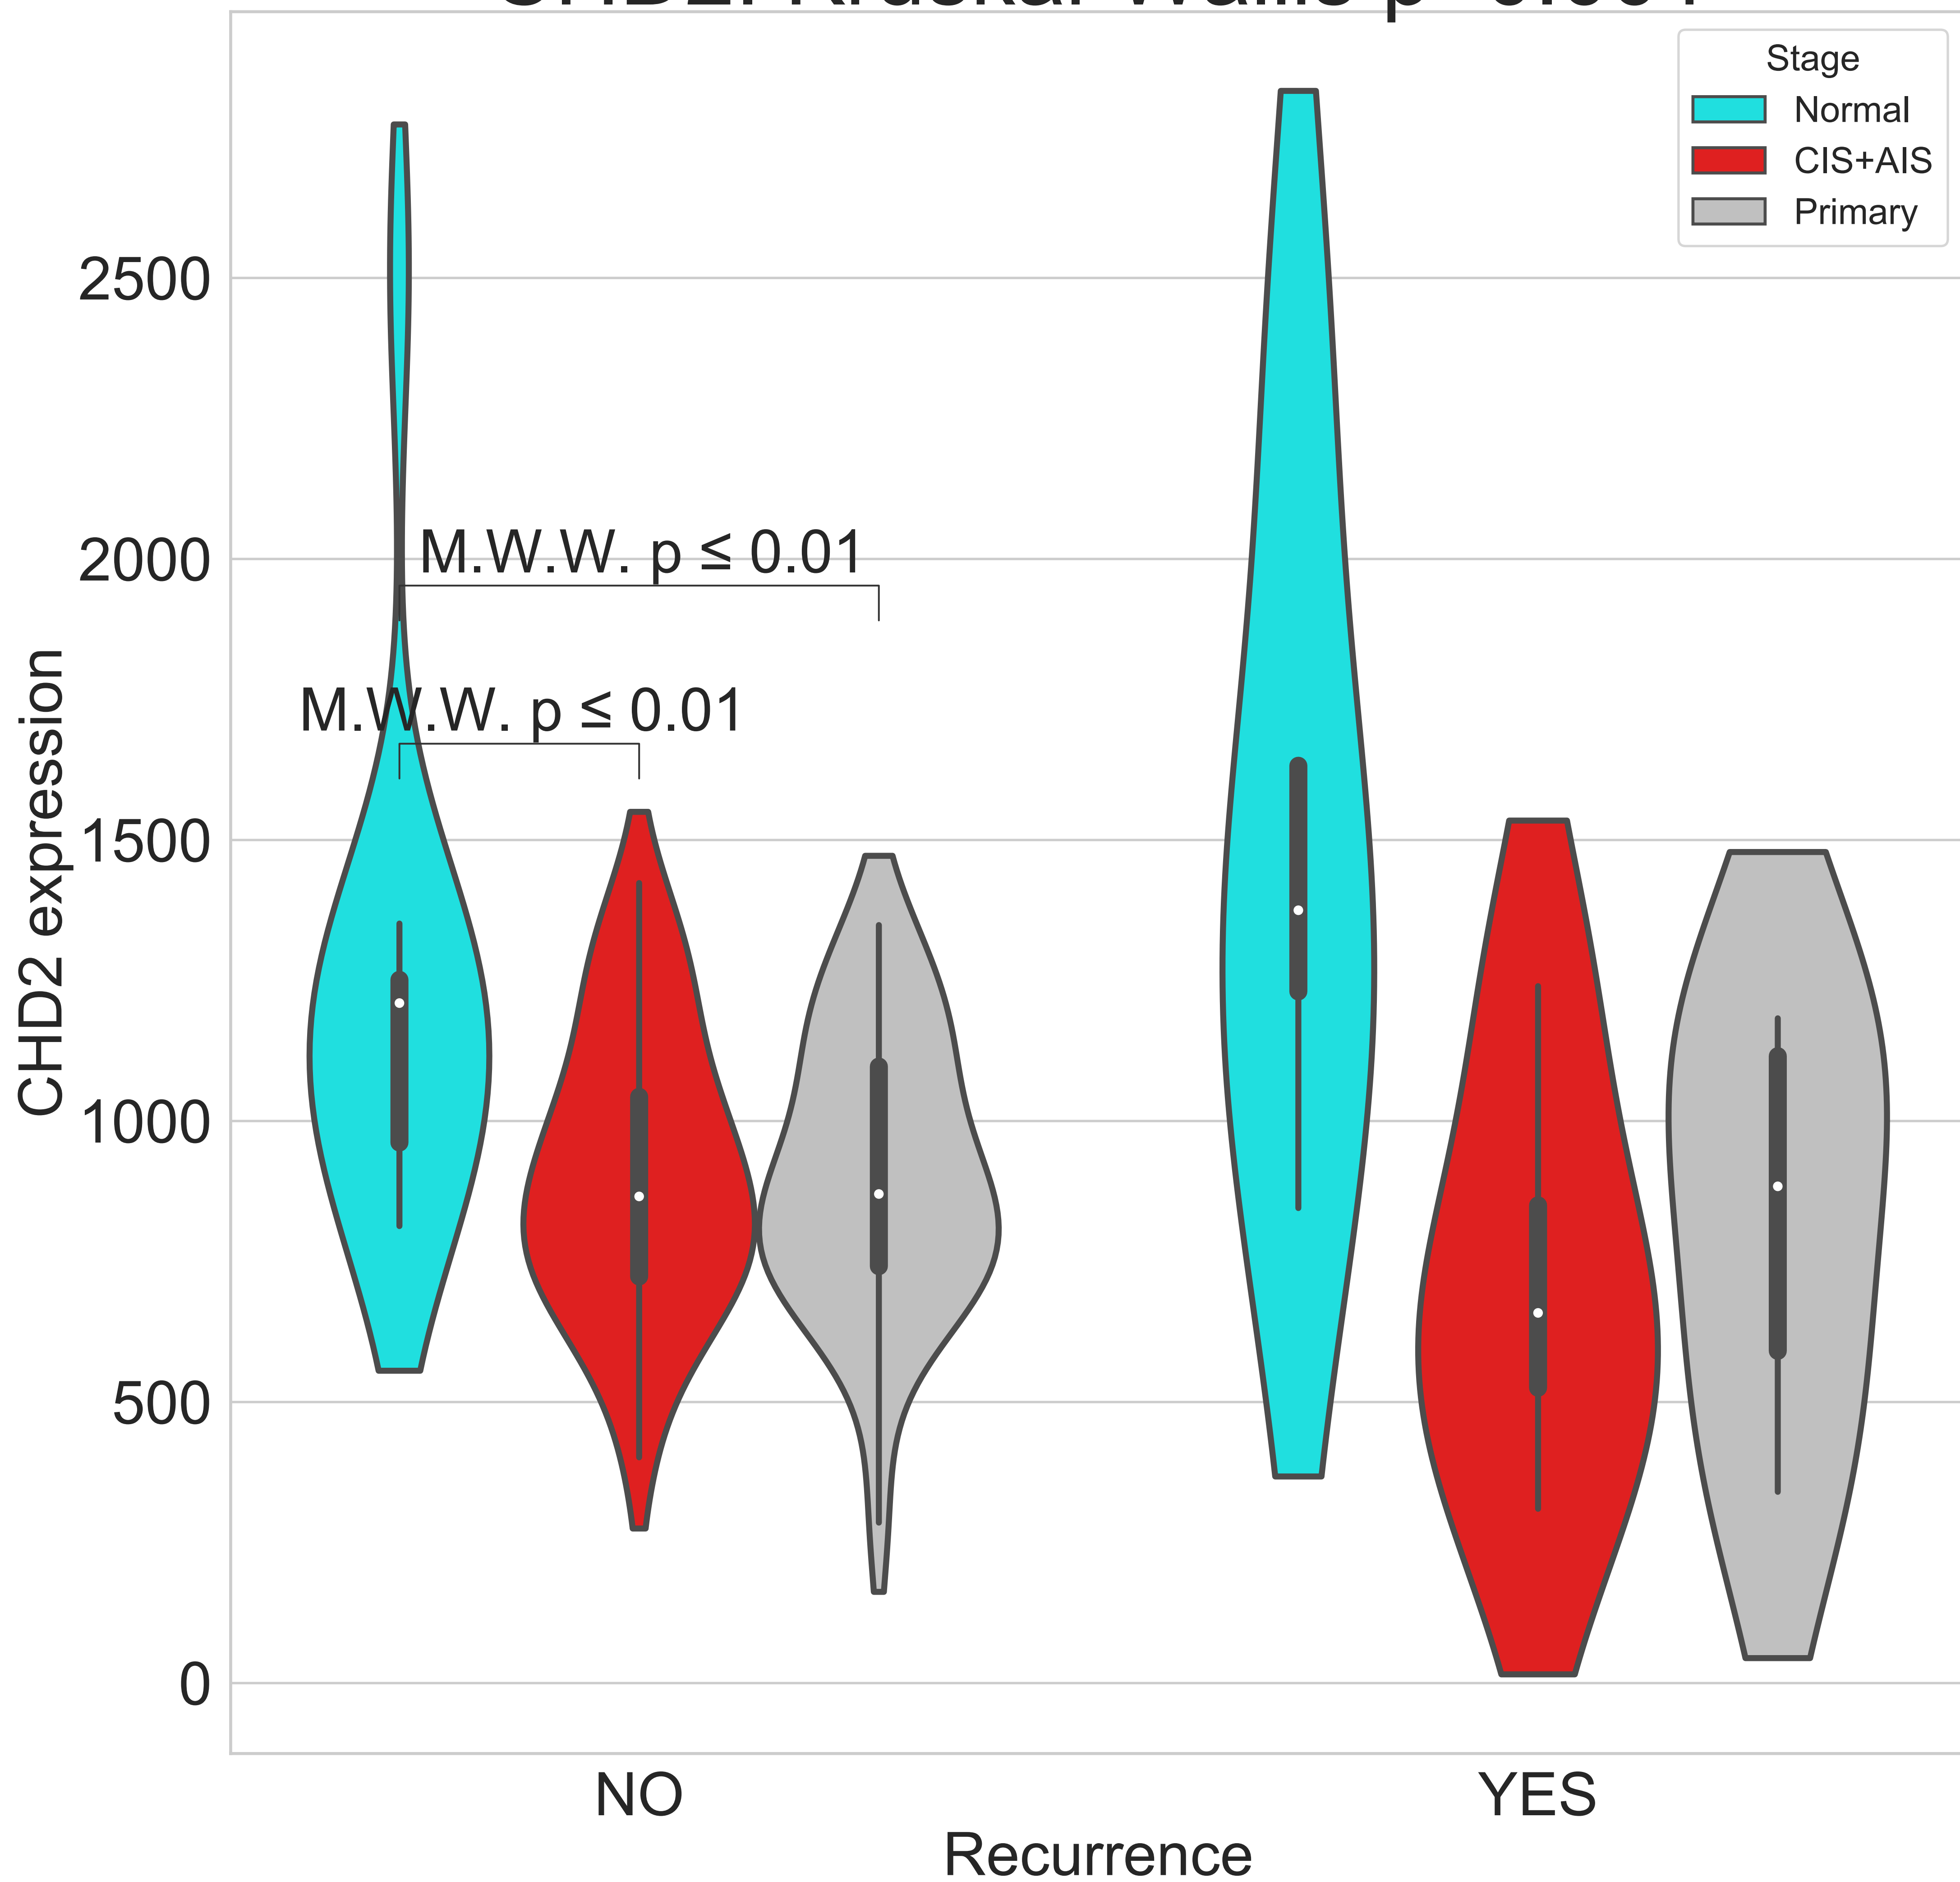 Stage
Normal
CIS+AIS
Primary
2500
2000
1500
1000
500
0
CHD2 expression
M.W.W. p ≤ 0.01
M.W.W. p ≤ 0.01
NO
YES
Recurrence